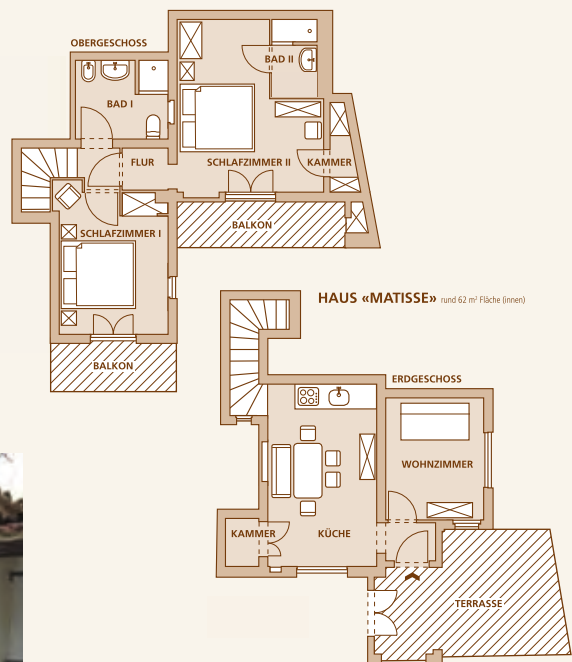 OBERGESCHOSS
BAD II
BAD I
FLUR
SCHLAFZIMMER II
KAMMER
BALKON
SCHLAFZIMMER I
BALKON
HAUS «MATISSE» rund 62 m² Fläche (innen)
ERDGESCHOSS
WOHNZIMMER
KAMMER
KÜCHE
TERRASSE